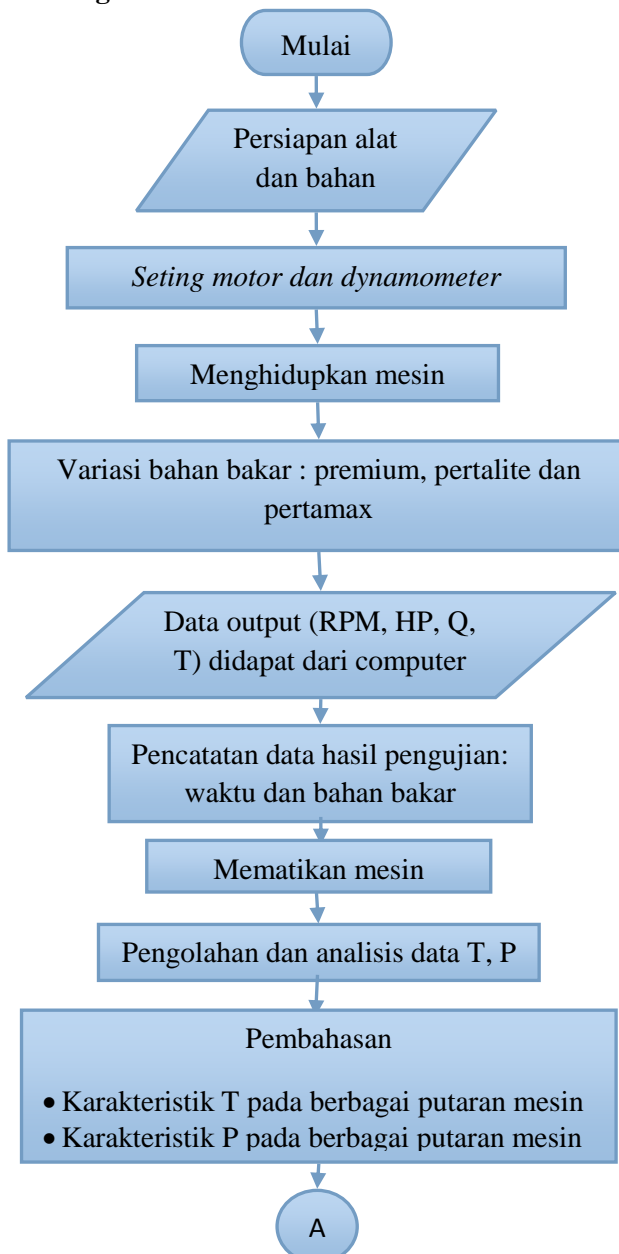 Mulai
Persiapan alat
dan bahan
Seting motor dan dynamometer
Menghidupkan mesin
Variasi bahan bakar : premium, pertalite dan
pertamax
Data output (RPM, HP, Q,
T) didapat dari computer
Pencatatan data hasil pengujian:
waktu dan bahan bakar
Mematikan mesin
Pengolahan dan analisis data T, P
Pembahasan
• Karakteristik T pada berbagai putaran mesin
• Karakteristik P pada berbagai putaran mesin
A